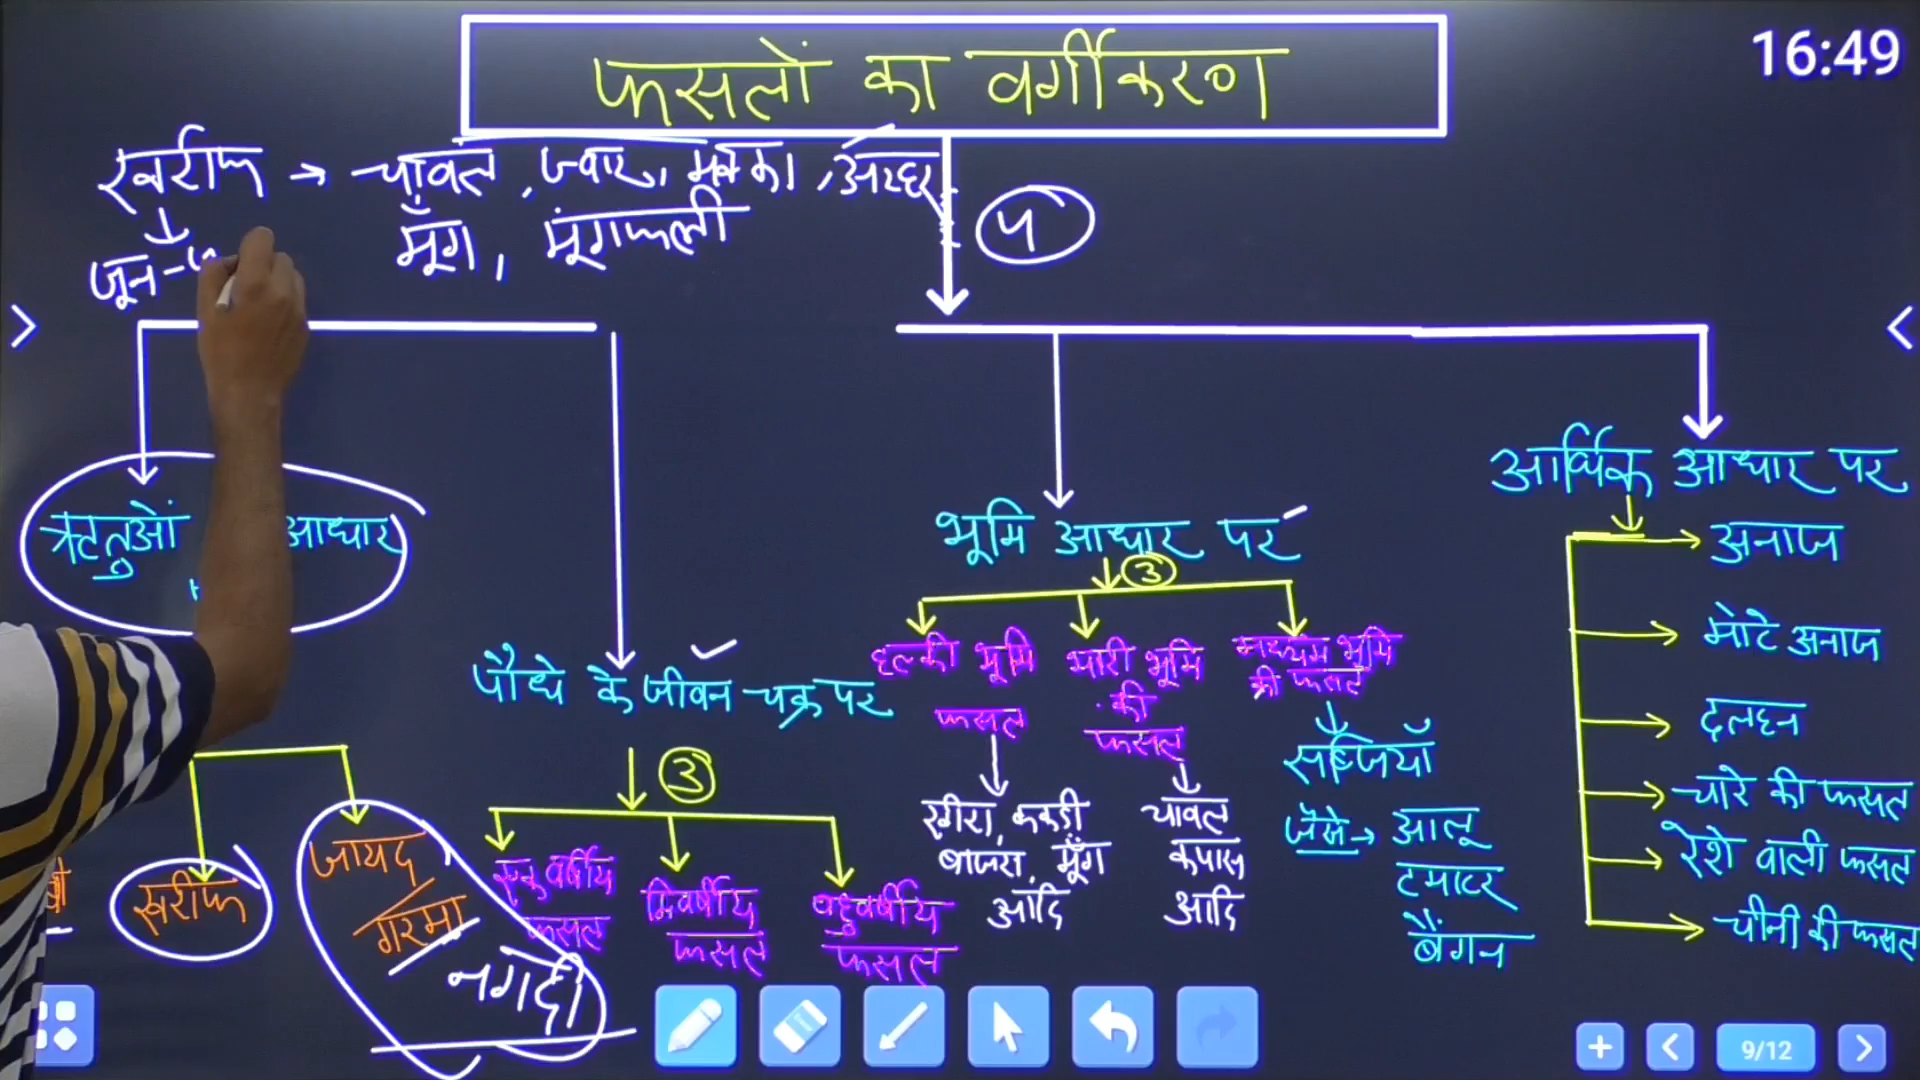 फसलों का वर्गीकरण
16:49
खरीफ → चावल, ज्वार, मक्का, अरहर
मूँग, मूंगफली
जून-
४
ऋतुओं आधार
पौधे के जीवन चक्र पर
3
एकवर्षीय
फसल
द्विवर्षीय
फसल
बहुवर्षीय
फसल
खरीफ
जायद
गरमा
नगदी
भूमि आधार पर
3
हल्की भूमि
फसल
खीरा, ककडी
बाजरा, मूँग
आदि
भारी भूमि
की
फसल
चावल
कपास
आदि
मध्यम भूमि
की फसल
सब्जियाँ
जैसे → आलू
टमाटर
बैंगन
आर्थिक आधार पर
अनाज
मोटे अनाज
दलहन
चारे की फसल
रेशे वाली फसल
चीनी की फसल
9/12